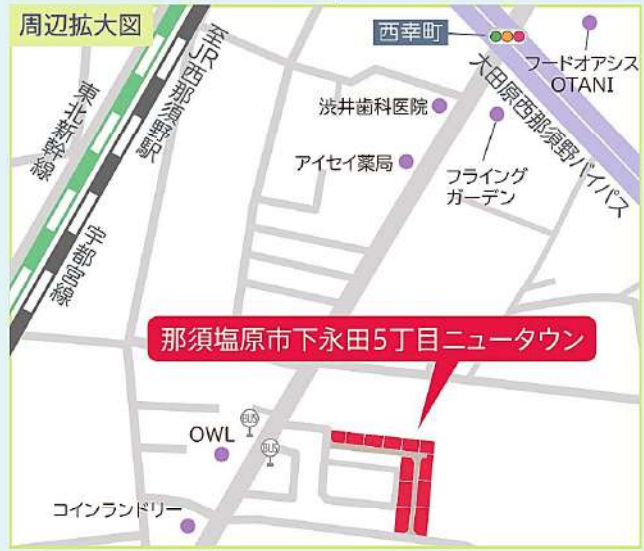 周辺拡大図
西幸町
フードオアシス
OTANI
至JR西那須野駅
東北新幹線
渋井歯科医院
大田原西那須野バイパス
アイセイ薬局
フライング
ガーデン
宇都宮線
那須塩原市下永田5丁目ニュータウン
BUS
OWL
BUS
コインランドリー